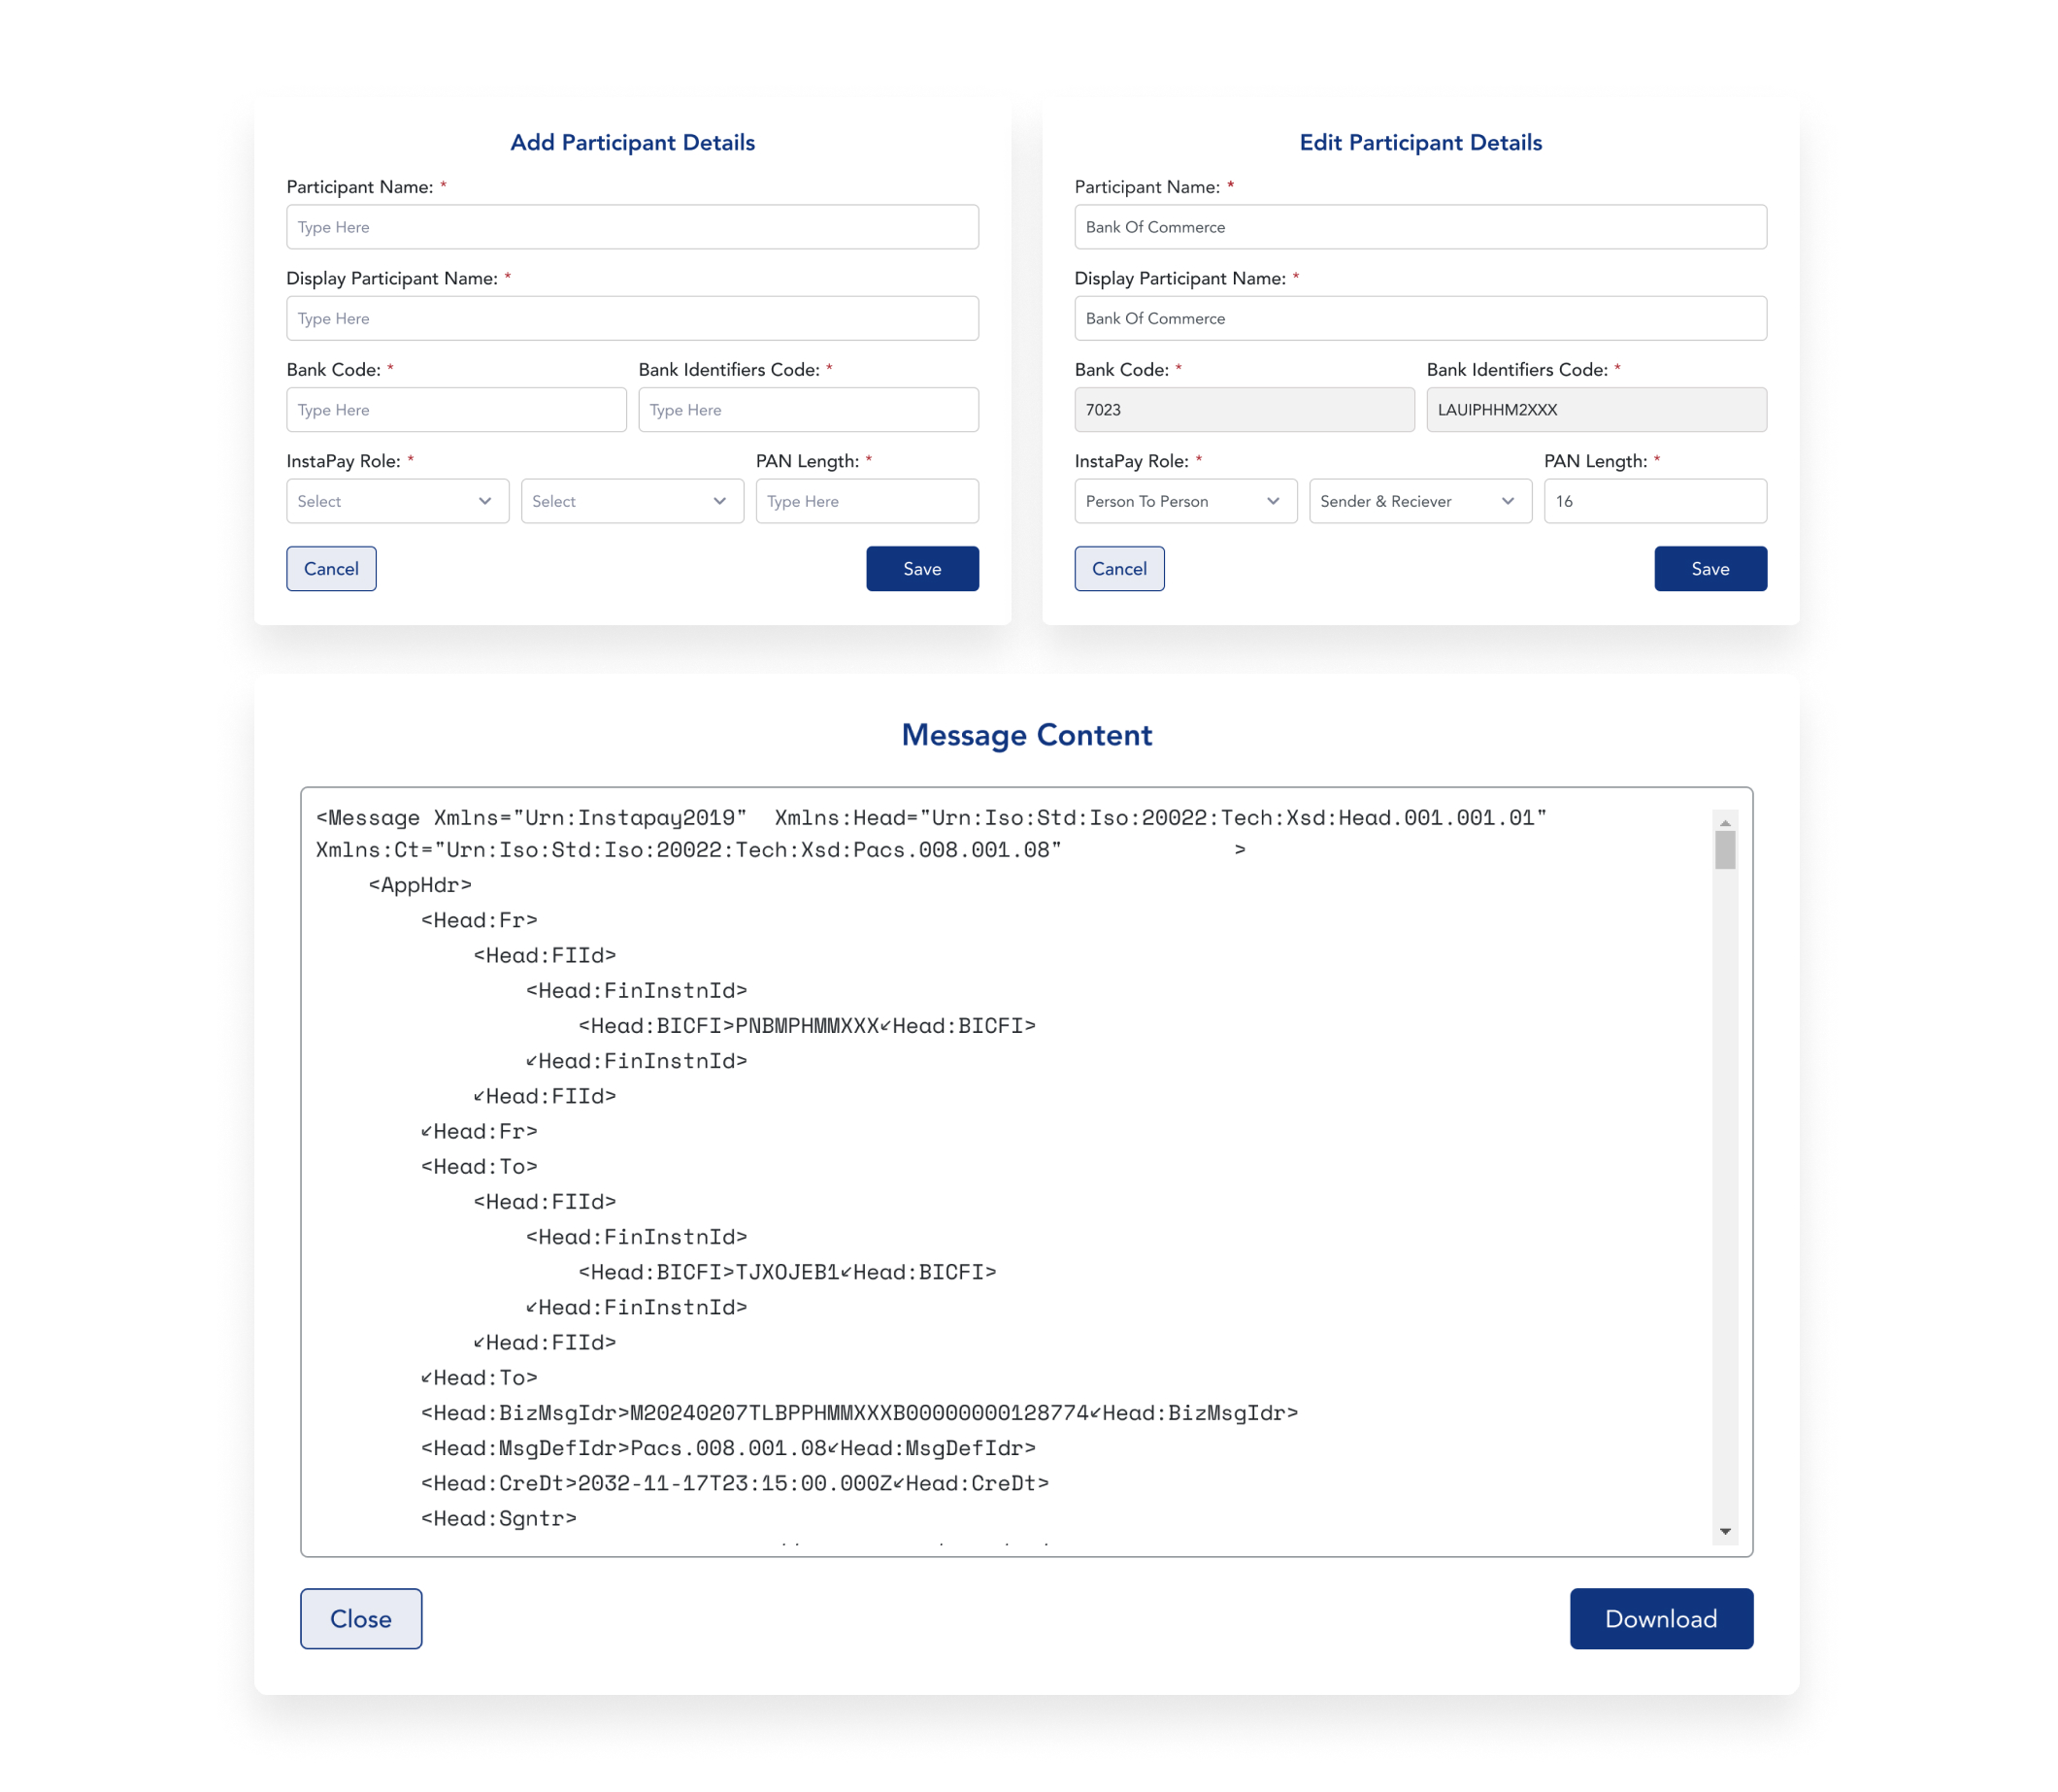 Add Participant Details
Participant Name: *
Type Here
Display Participant Name: *
Type Here
Bank Code: * Bank Identifiers Code: *
Type Here Type Here
InstaPay Role: * PAN Length: *
Select Select Type Here
Cancel Save
Edit Participant Details
Participant Name: *
Bank Of Commerce
Display Participant Name: *
Bank Of Commerce
Bank Code: * Bank Identifiers Code: *
7023 LAUIPHHM2XXX
InstaPay Role: * PAN Length: *
Person To Person Sender & Reciever 16
Cancel Save
Message Content
<Message Xmlns="Urn:Instapay2019"  Xmlns:Head="Urn:Iso:Std:Iso:20022:Tech:Xsd:Head.001.001.01"
Xmlns:Ct="Urn:Iso:Std:Iso:20022:Tech:Xsd:Pacs.008.001.08"             >
    <AppHdr>
        <Head:Fr>
            <Head:FIId>
                <Head:FinInstnId>
                    <Head:BICFI>PNBMPHMMXXX↙Head:BICFI>
                ↙Head:FinInstnId>
            ↙Head:FIId>
        ↙Head:Fr>
        <Head:To>
            <Head:FIId>
                <Head:FinInstnId>
                    <Head:BICFI>TJXOJEB1↙Head:BICFI>
                ↙Head:FinInstnId>
            ↙Head:FIId>
        ↙Head:To>
        <Head:BizMsgIdr>M20240207TLBPPHMMXXXB00000000128774↙Head:BizMsgIdr>
        <Head:MsgDefIdr>Pacs.008.001.08↙Head:MsgDefIdr>
        <Head:CreDt>2032-11-17T23:15:00.000Z↙Head:CreDt>
        <Head:Sgntr>
Close Download